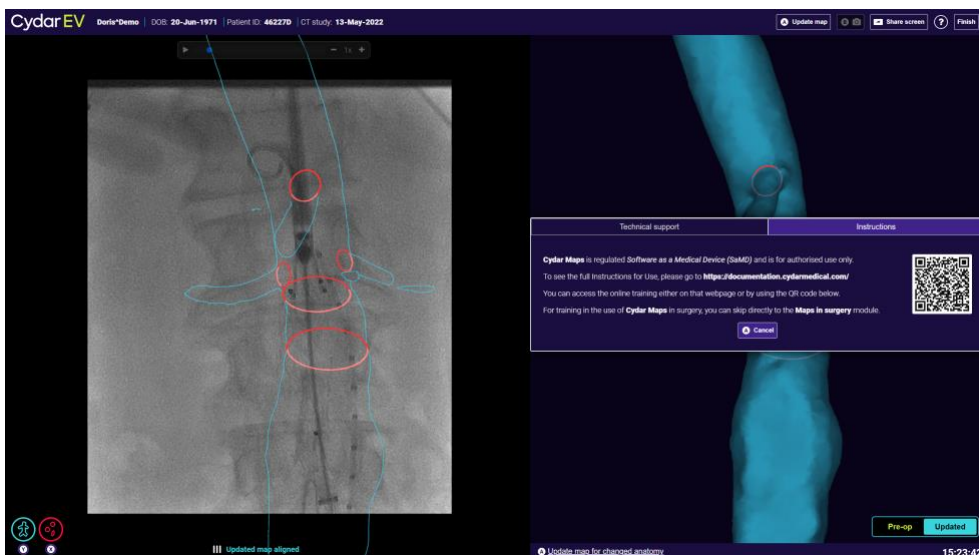 Cydar EV Doris^Demo DOB: 20-Jun-1971 Patient ID: 46227D CT study: 13-May-2022 A Update map Share screen ? Finish
1x
Technical support Instructions
Cydar Maps is regulated Software as a Medical Device (SaMD) and is for authorised use only.
To see the full Instructions for Use, please go to https://documentation.cydarmedical.com/
You can access the online training either on that webpage or by using the QR code below.
For training in the use of Cydar Maps in surgery, you can skip directly to the Maps in surgery module.
A Cancel
Pre-op Updated
Y X
Updated map aligned A Update map for changed anatomy